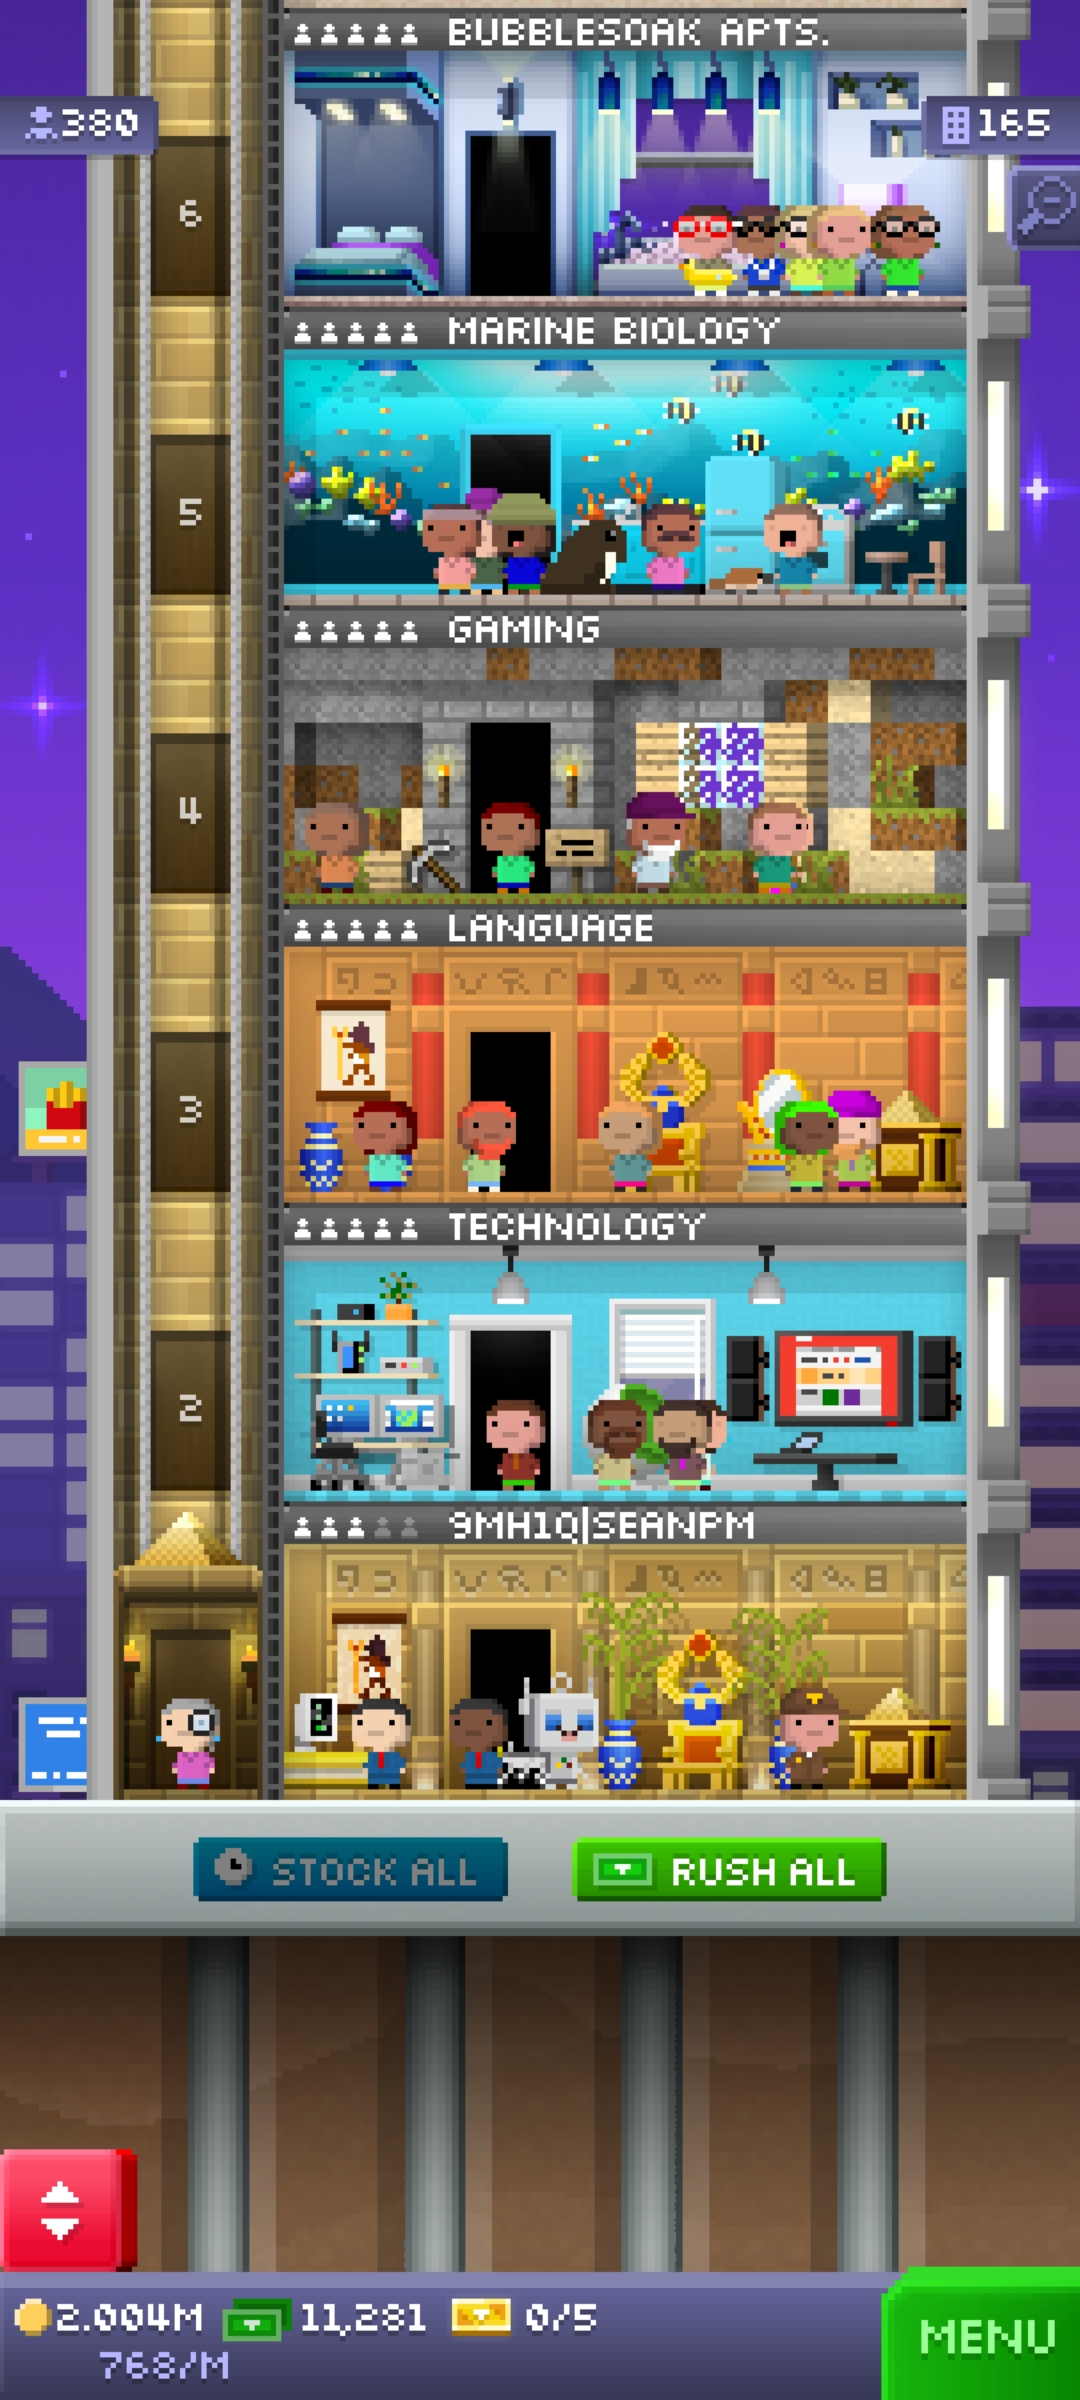 BUBBLESOAK APTS.
380
165
6
MARINE BIOLOGY
5
GAMING
4
LANGUAGE
3
TECHNOLOGY
2
9MH1Q|SEANPM
STOCK ALL
RUSH ALL
2.004M
11,281
0/5
768/M
MENU